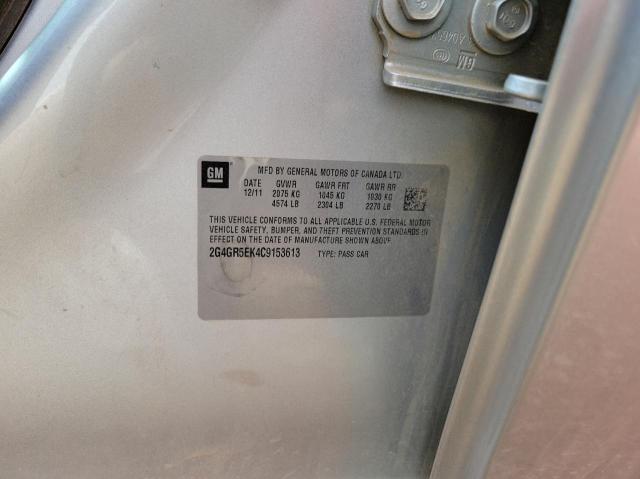 GM
MFD BY GENERAL MOTORS OF CANADA LTD.
DATE GVWR GAWR FRT GAWR RR
12/11 2075 KG 1045 KG 1030 KG
4574 LB 2304 LB 2270 LB
THIS VEHICLE CONFORMS TO ALL APPLICABLE U.S. FEDERAL MOTOR
VEHICLE SAFETY, BUMPER, AND THEFT PREVENTION STANDARDS IN
EFFECT ON THE DATE OF MANUFACTURE SHOWN ABOVE.
2G4GR5EK4C9153613 TYPE: PASS CAR
GM